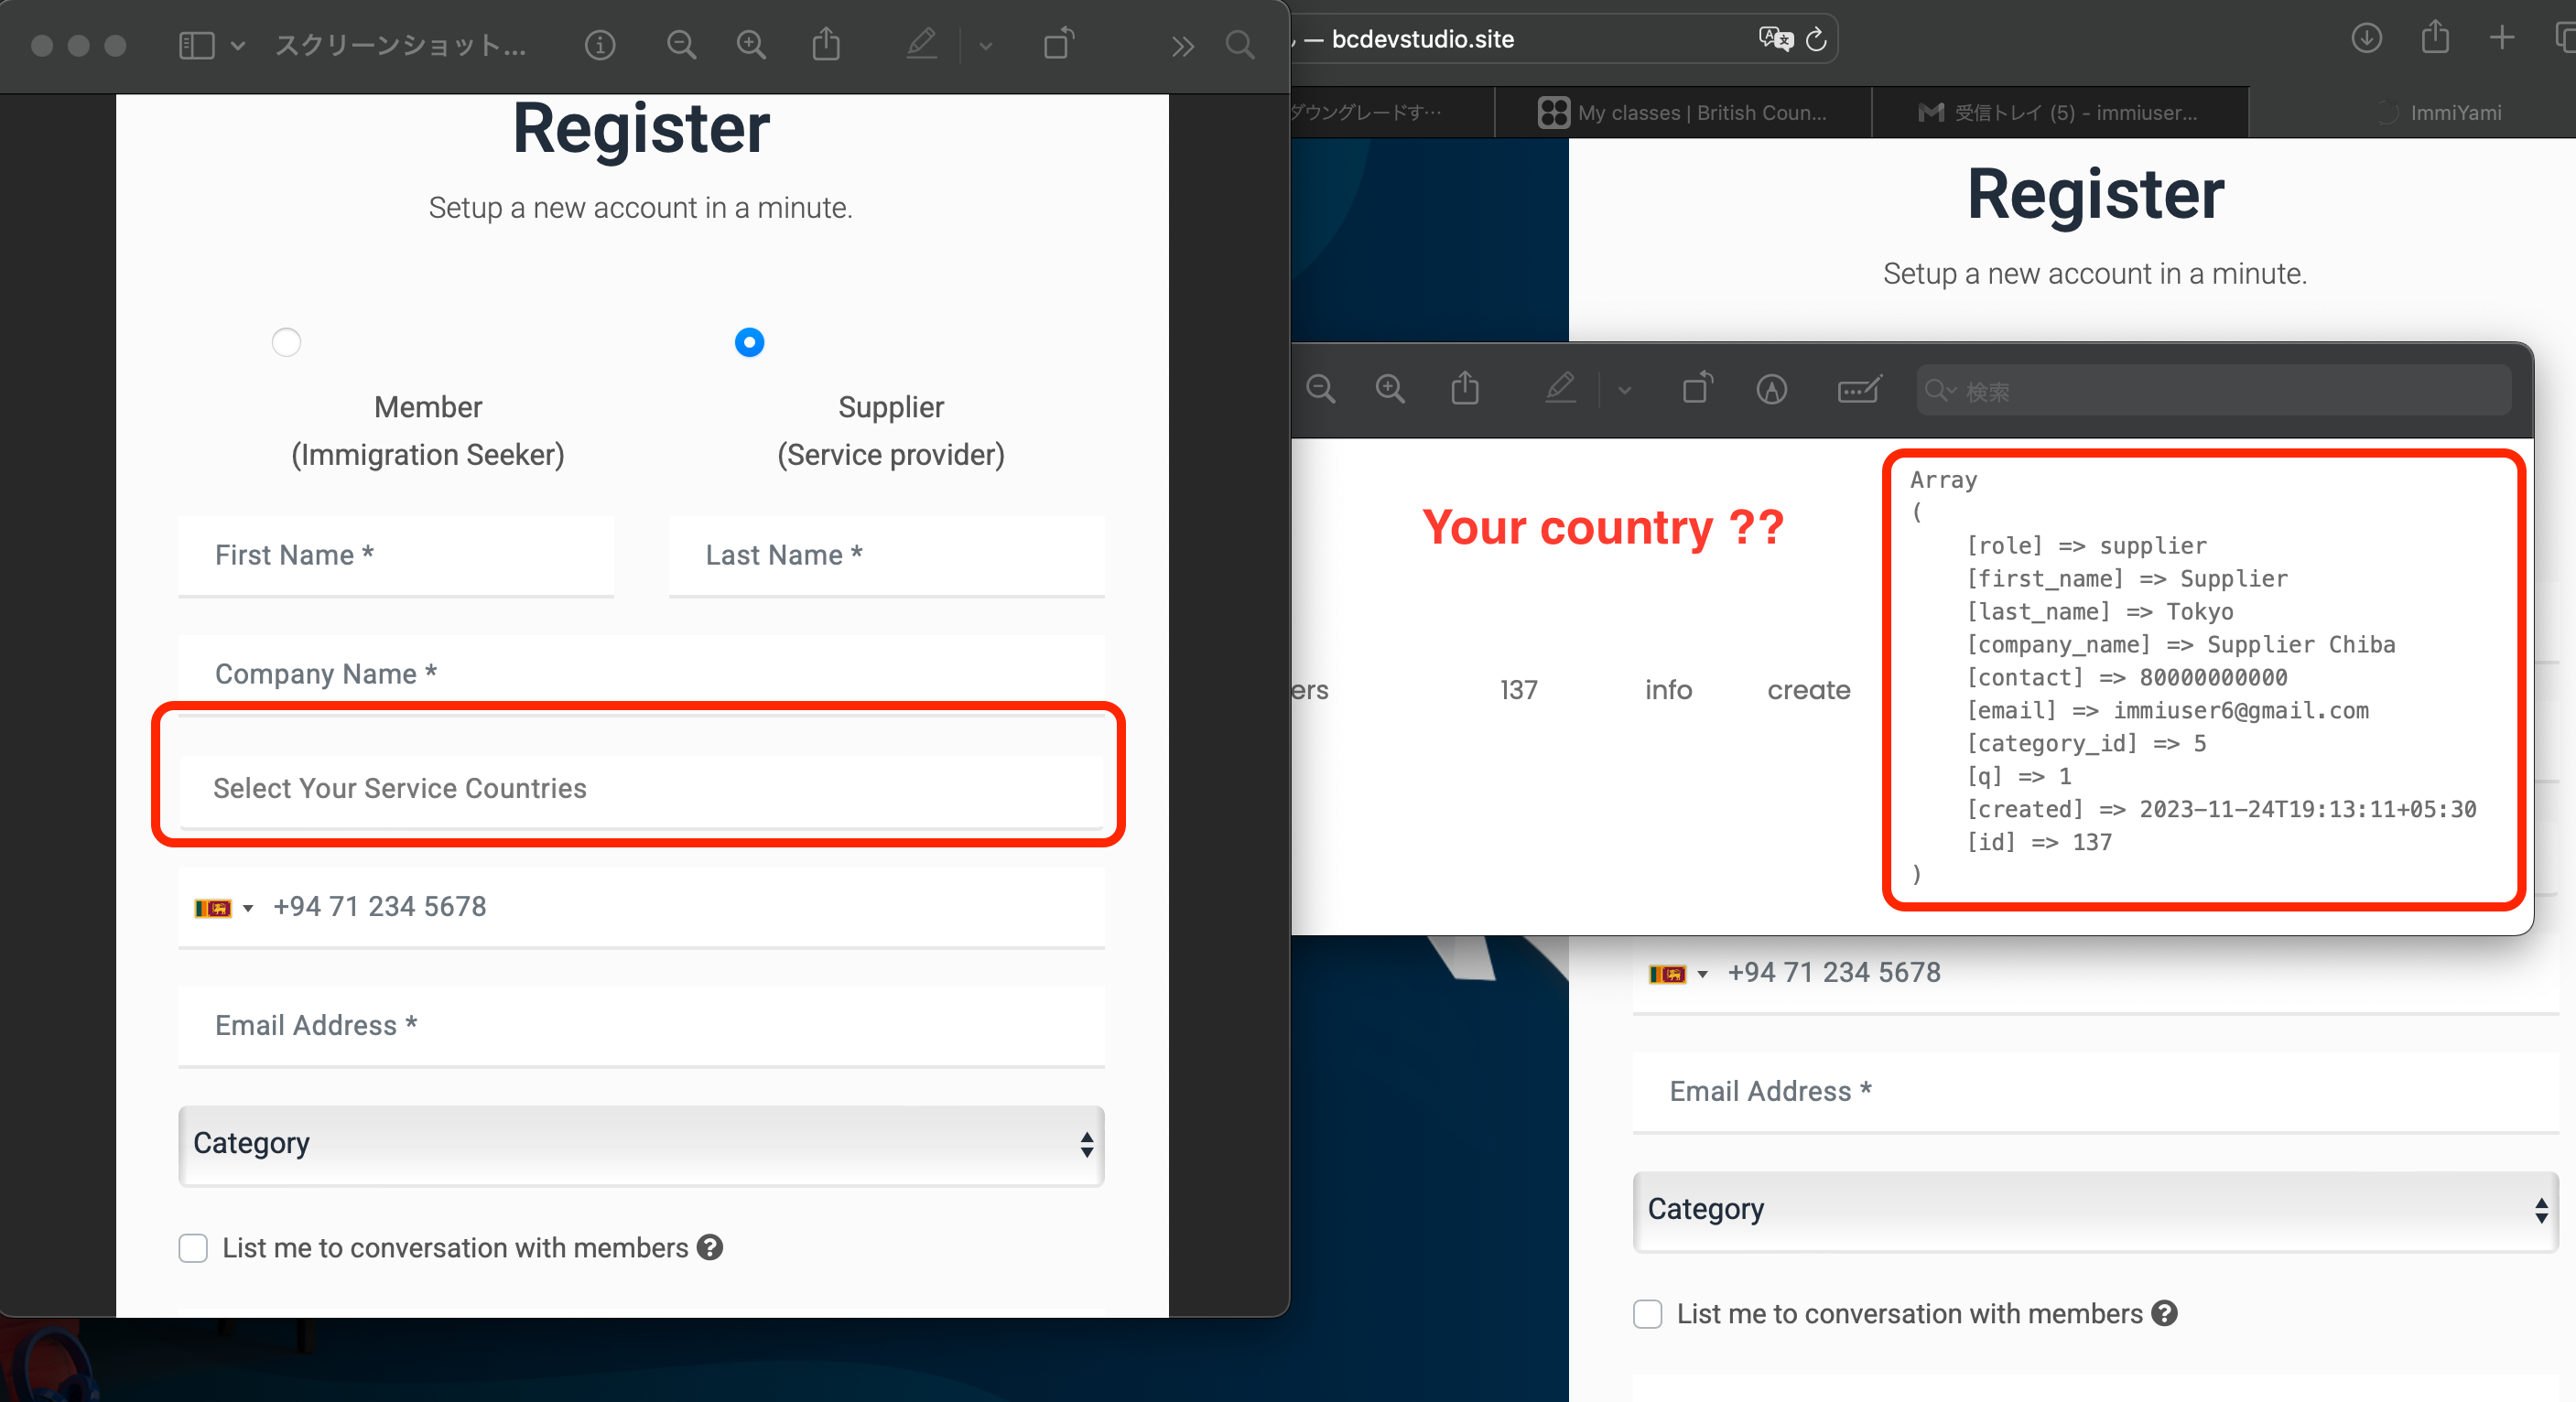 スクリーンショット...
Register
Setup a new account in a minute.
Member
(Immigration Seeker)
Supplier
(Service provider)
First Name *
Last Name *
Company Name *
Select Your Service Countries
+94 71 234 5678
Email Address *
Category
List me to conversation with members ?
— bcdevstudio.site
ダウングレードす…
My classes | British Coun...
受信トレイ (5) - immiuser...
ImmiYami
Register
Setup a new account in a minute.
検索
Your country ??
ers
137
info
create
Array
(
[role] => supplier
[first_name] => Supplier
[last_name] => Tokyo
[company_name] => Supplier Chiba
[contact] => 80000000000
[email] => immiuser6@gmail.com
[category_id] => 5
[q] => 1
[created] => 2023-11-24T19:13:11+05:30
[id] => 137
)
+94 71 234 5678
Email Address *
Category
List me to conversation with members ?